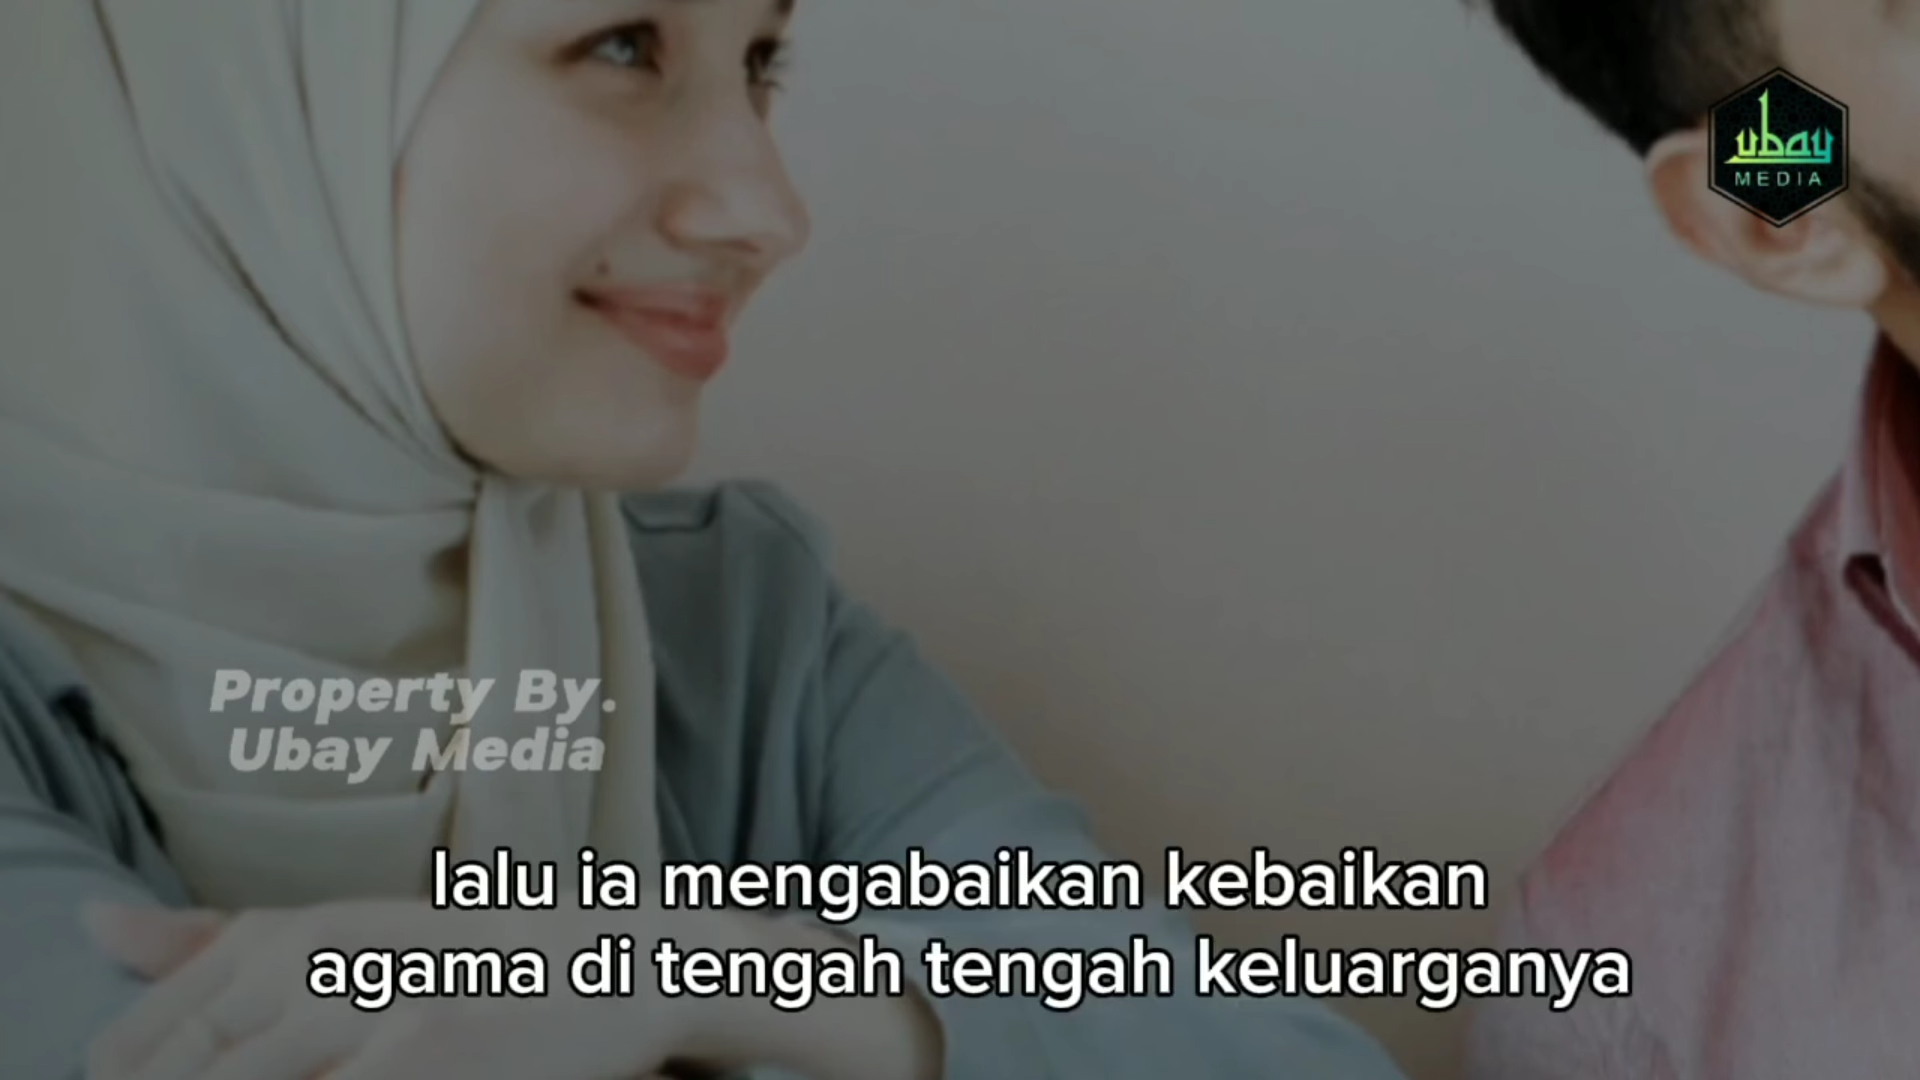 ubay
MEDIA
Property By.
Ubay Media
lalu ia mengabaikan kebaikan
agama di tengah tengah keluarganya